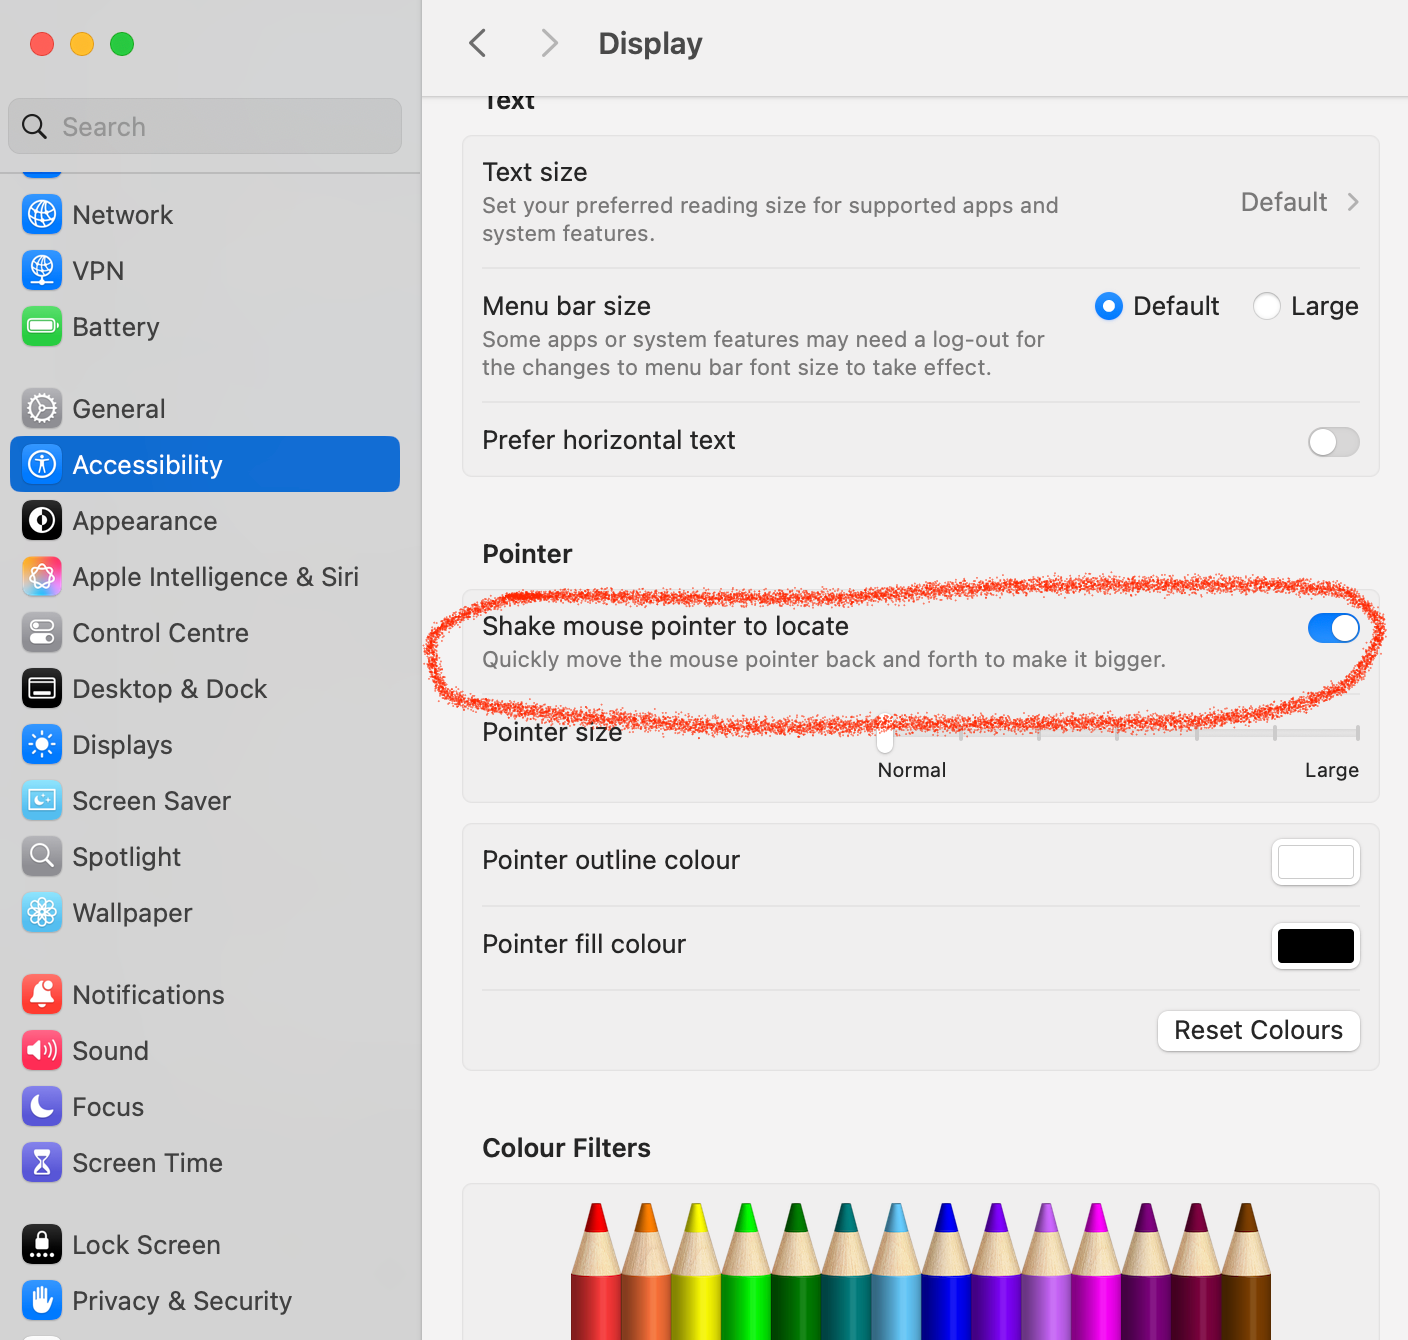 Search
Network
VPN
Battery
General
Accessibility
Appearance
Apple Intelligence & Siri
Control Centre
Desktop & Dock
Displays
Screen Saver
Spotlight
Wallpaper
Notifications
Sound
Focus
Screen Time
Lock Screen
Privacy & Security
Display
Text
Text size
Set your preferred reading size for supported apps and
system features.
Default
Menu bar size
Default
Large
Some apps or system features may need a log-out for
the changes to menu bar font size to take effect.
Prefer horizontal text
Pointer
Shake mouse pointer to locate
Quickly move the mouse pointer back and forth to make it bigger.
Pointer size
Normal
Large
Pointer outline colour
Pointer fill colour
Reset Colours
Colour Filters